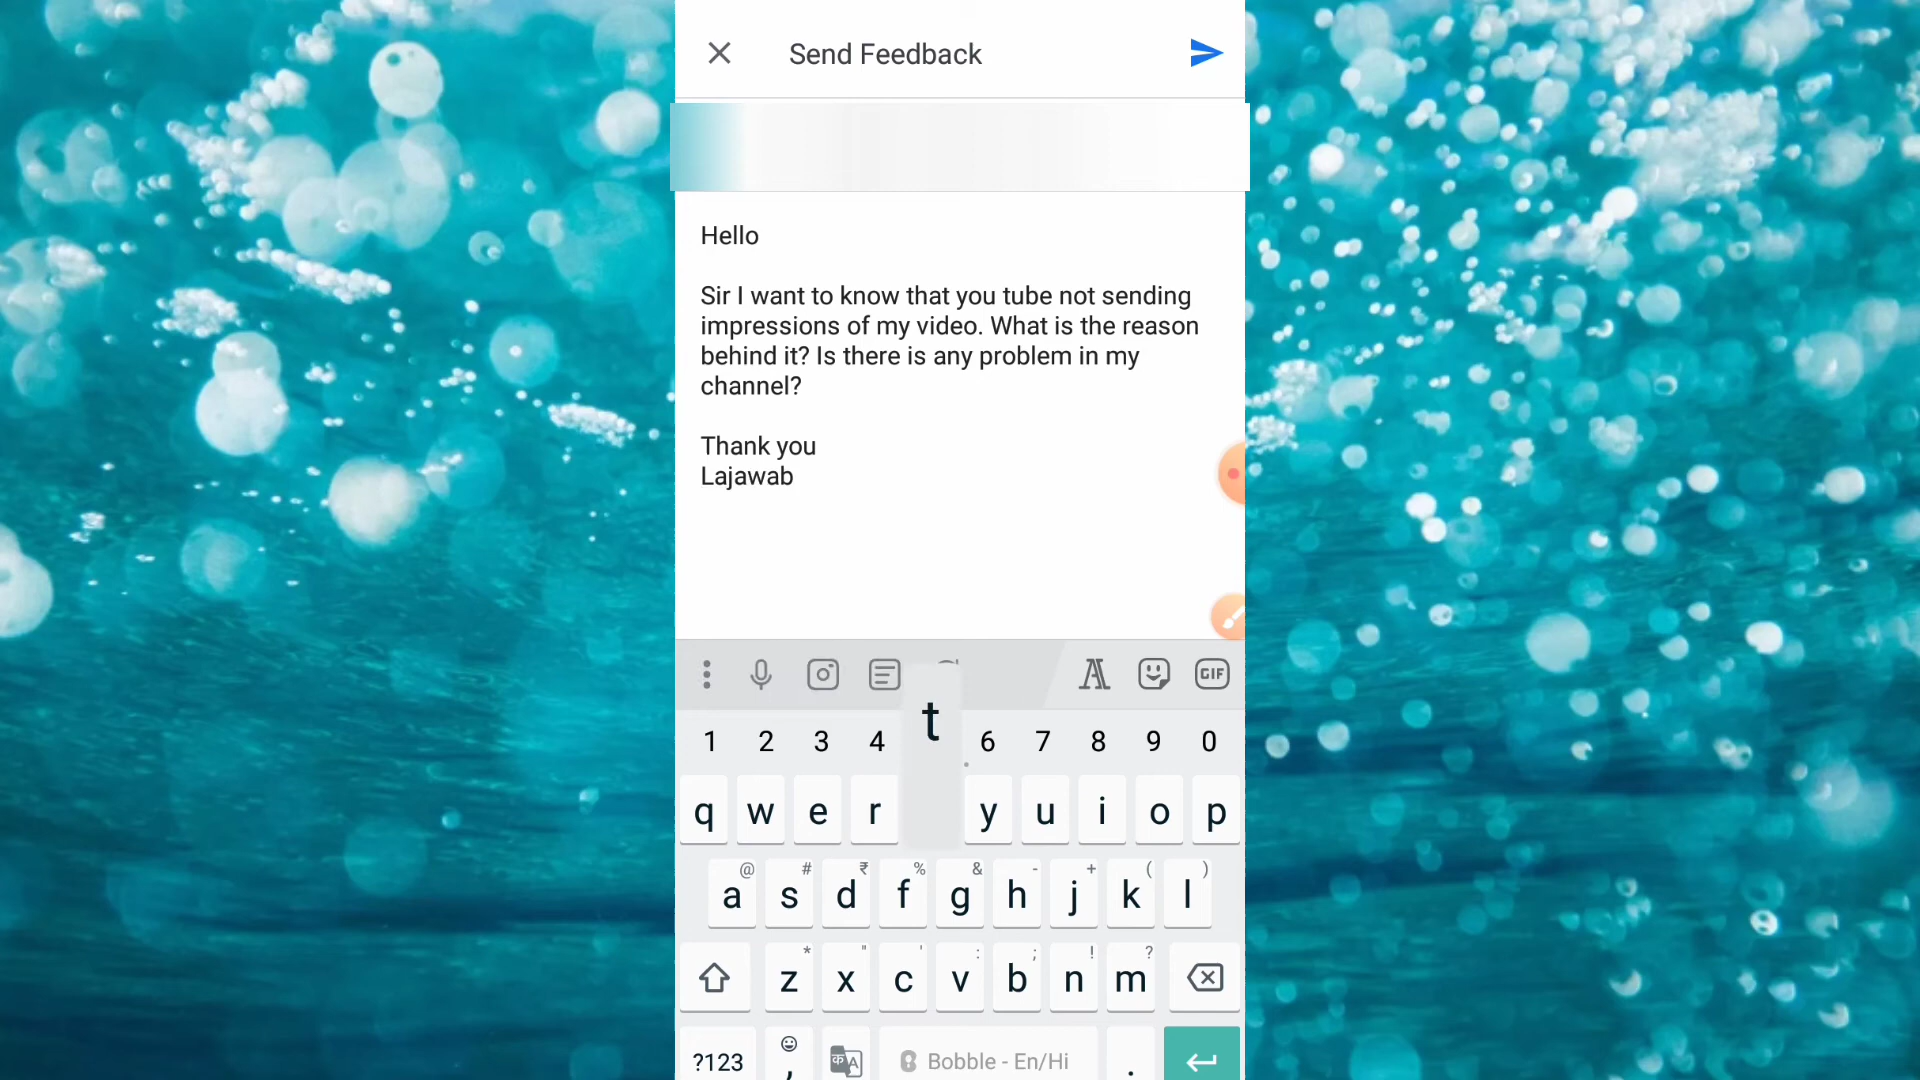 Send Feedback
Hello
Sir I want to know that you tube not sending
impressions of my video. What is the reason
behind it? Is there is any problem in my
channel?
Thank you
Lajawab
GIF
1 2 3 4 t 6 7 8 9 0
q w e r y u i o p
@ # ₹ % & - + ( )
a s d f g h j k l
* " ' : ; ! ?
z x c v b n m
?123 , क A Bobble - En/Hi .